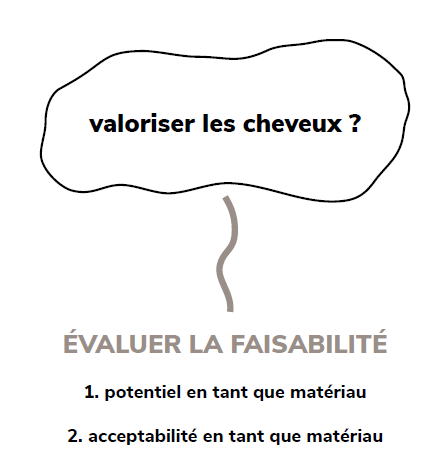 valoriser les cheveux ?
ÉVALUER LA FAISABILITÉ
1. potentiel en tant que matériau
2. acceptabilité en tant que matériau